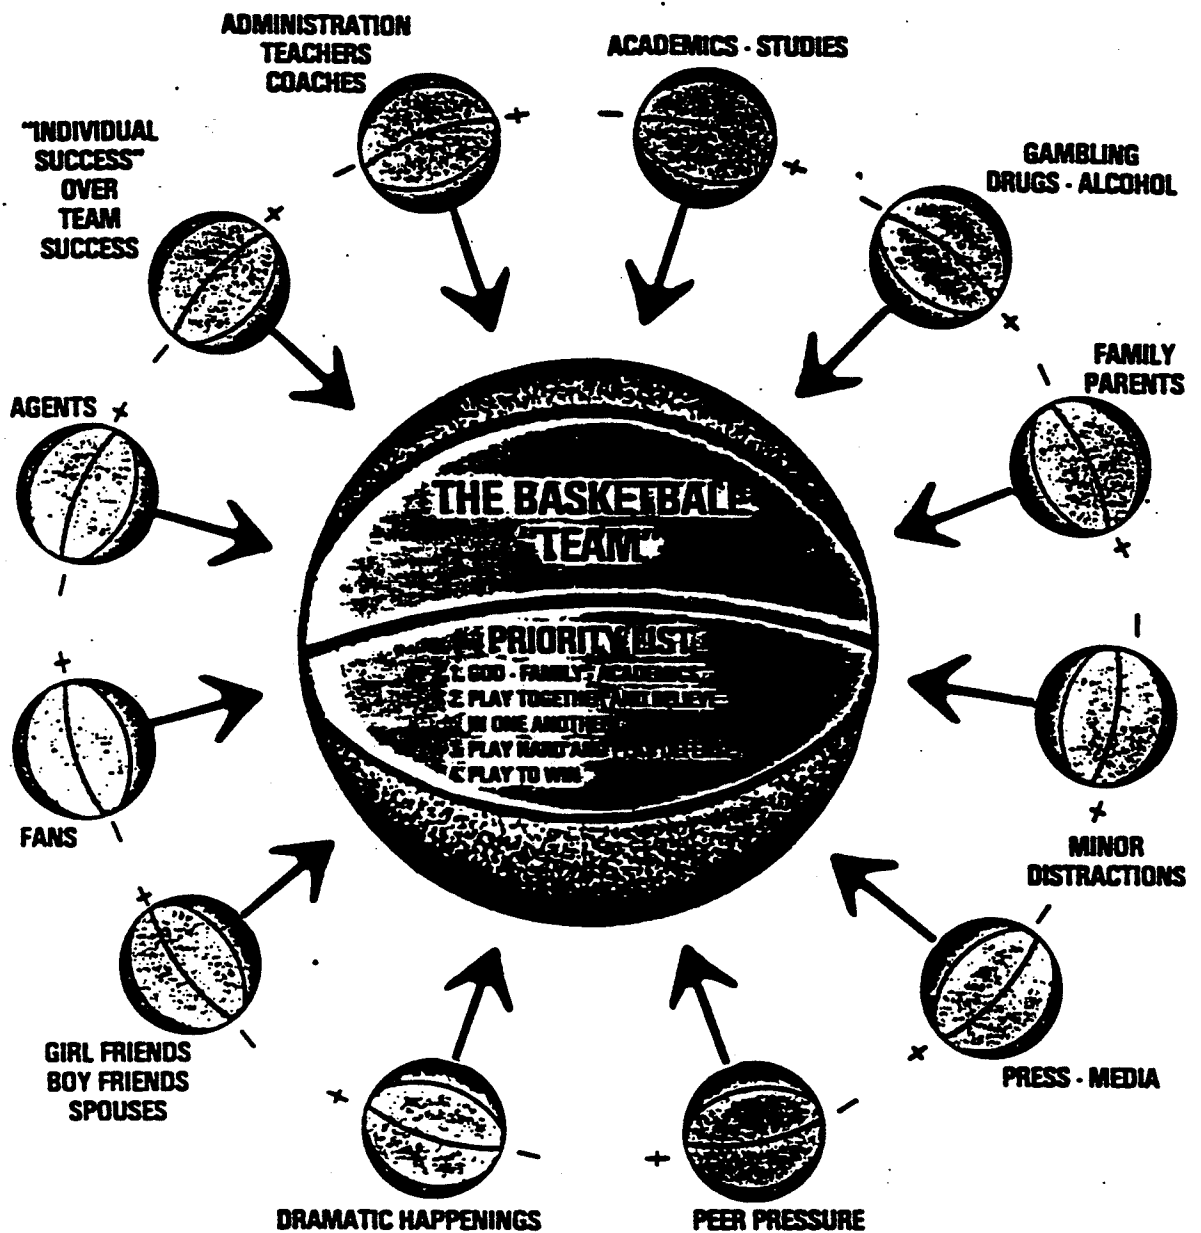 ADMINISTRATION
TEACHERS
COACHES
ACADEMICS - STUDIES
"INDIVIDUAL
SUCCESS"
OVER
TEAM
SUCCESS
GAMBLING
DRUGS - ALCOHOL
FAMILY
PARENTS
AGENTS
THE BASKETBALL
"TEAM"
PRIORITY LIST
1. GOD - FAMILY - ACADEMICS
2. PLAY TOGETHER AND BELIEVE
IN ONE ANOTHER
3. PLAY HARD AND PLAY DEFENSE
4. PLAY TO WIN
FANS
MINOR
DISTRACTIONS
GIRL FRIENDS
BOY FRIENDS
SPOUSES
PRESS - MEDIA
DRAMATIC HAPPENINGS
PEER PRESSURE